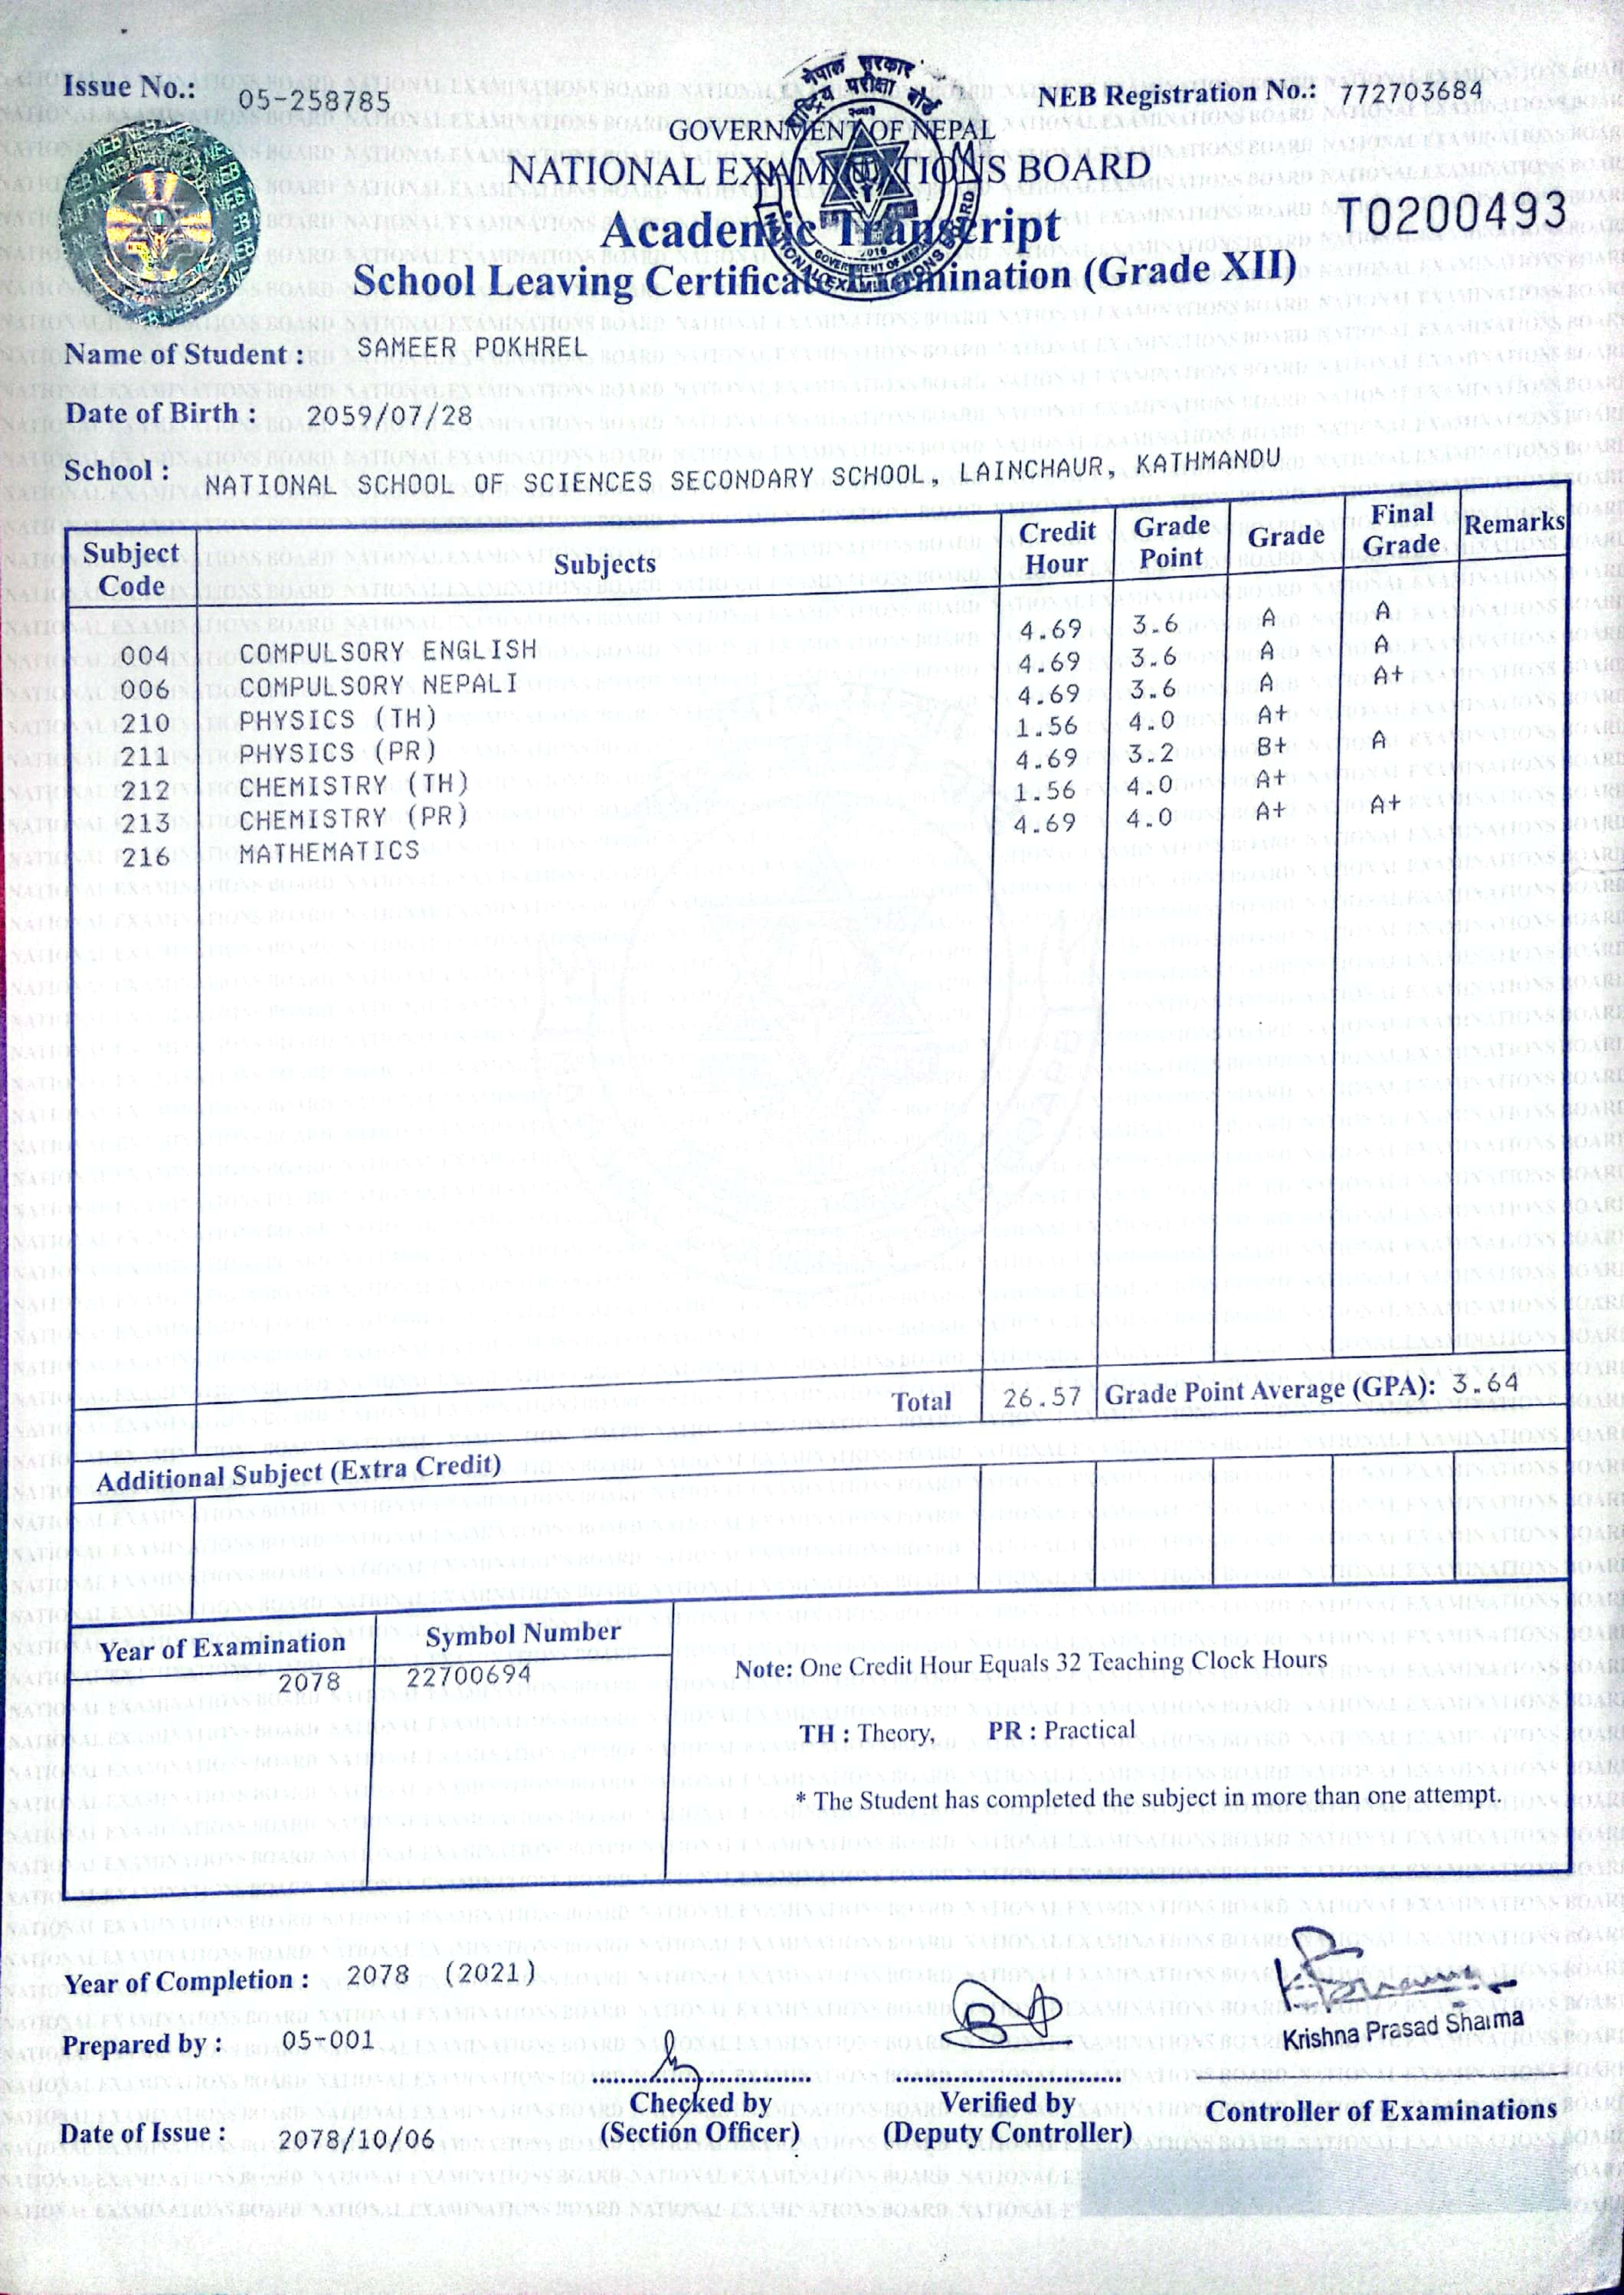 Issue No.: 05-258785
NEB Registration No.: 772703684
नेपाल सरकार
राष्ट्रिय परीक्षा बोर्ड
GOVERNMENT OF NEPAL
NATIONAL EXAMINATIONS BOARD
T0200493
Academic Transcript
School Leaving Certificate Examination (Grade XII)
Name of Student : SAMEER POKHREL
Date of Birth : 2059/07/28
School : NATIONAL SCHOOL OF SCIENCES SECONDARY SCHOOL, LAINCHAUR, KATHMANDU
Subject Code Subjects Credit Hour Grade Point Grade Final Grade Remarks
004 COMPULSORY ENGLISH 4.69 3.6 A A
006 COMPULSORY NEPALI 4.69 3.6 A A
210 PHYSICS (TH) 4.69 3.6 A A+
211 PHYSICS (PR) 1.56 4.0 A+
212 CHEMISTRY (TH) 4.69 3.2 B+ A
213 CHEMISTRY (PR) 1.56 4.0 A+
216 MATHEMATICS 4.69 4.0 A+ A+
Total 26.57 Grade Point Average (GPA): 3.64
Additional Subject (Extra Credit)
Year of Examination Symbol Number
2078 22700694
Note: One Credit Hour Equals 32 Teaching Clock Hours
TH : Theory, PR : Practical
* The Student has completed the subject in more than one attempt.
Year of Completion : 2078 (2021)
Krishna Prasad Sharma
Prepared by : 05-001
Checked by Verified by Controller of Examinations
(Section Officer) (Deputy Controller)
Date of Issue : 2078/10/06